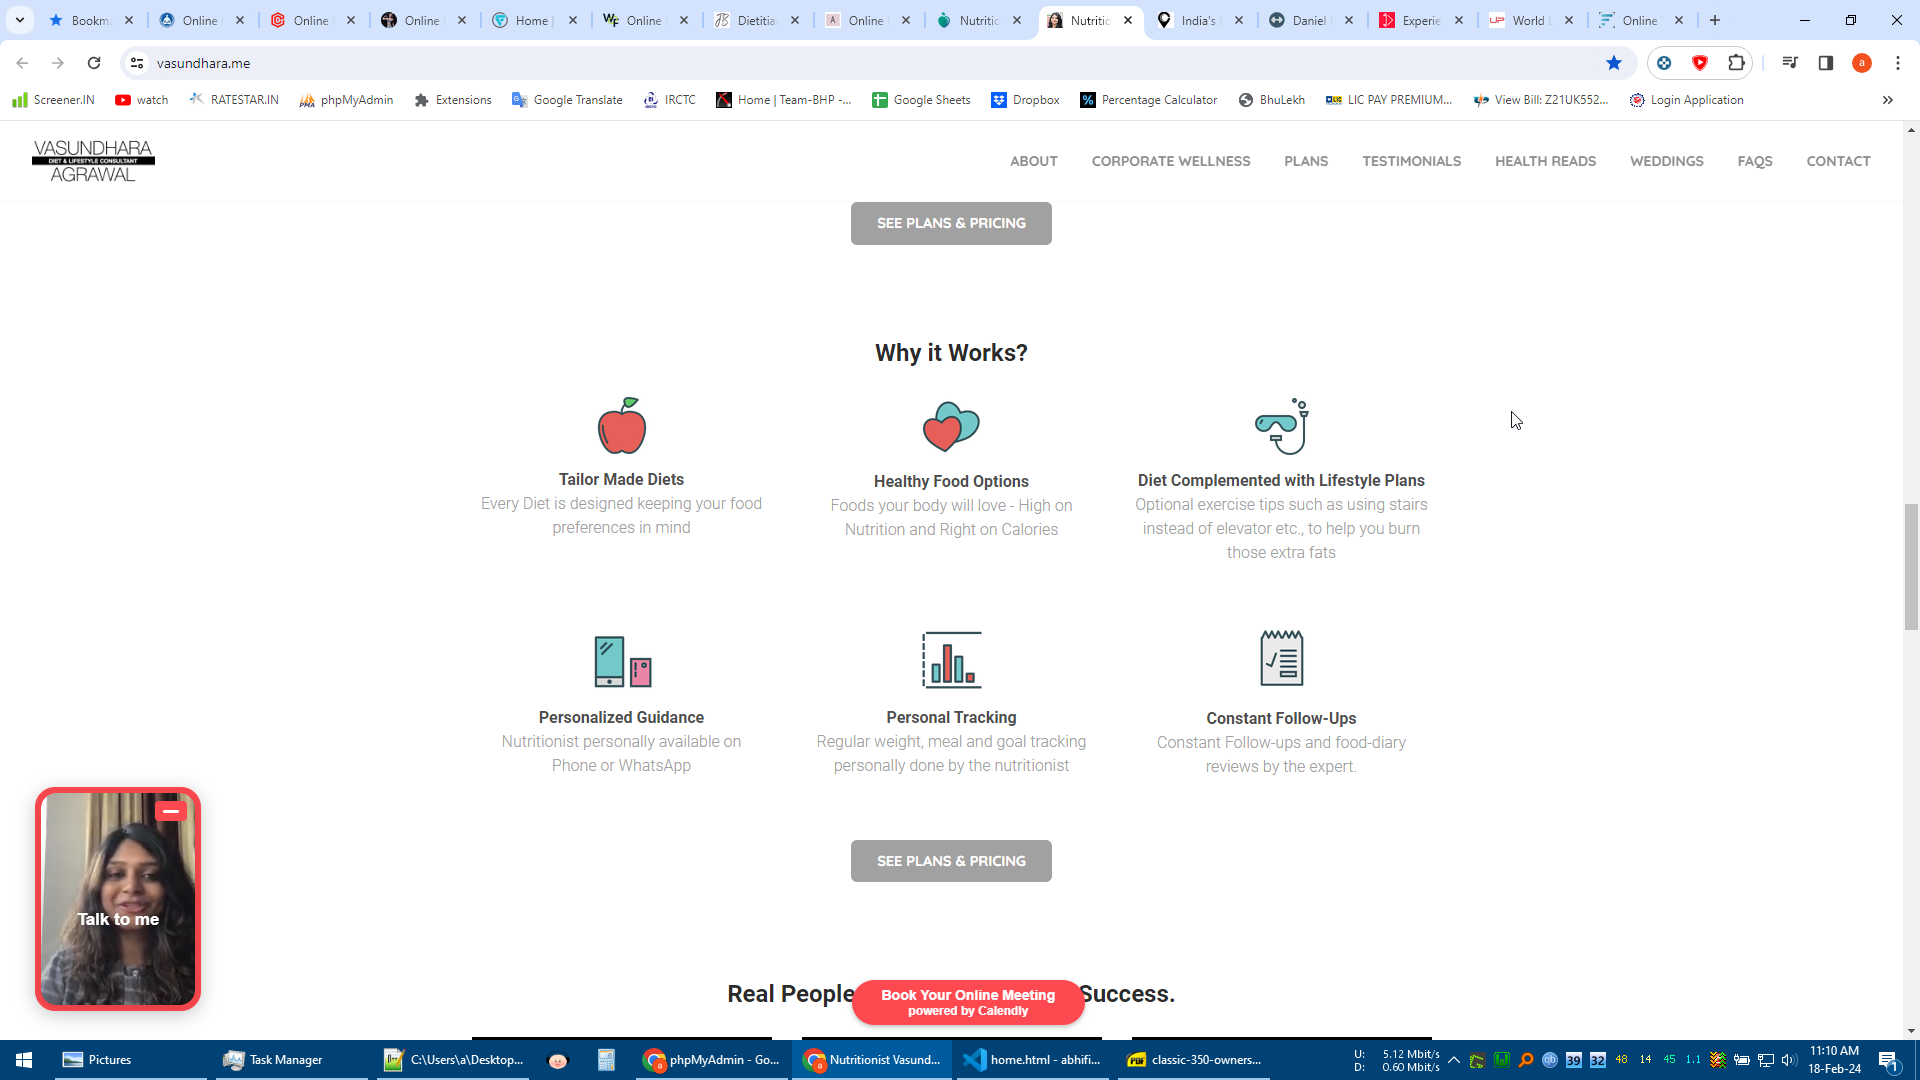 Bookma
Online
Online
Online
Home |
Online
Dietitia
Online
Nutritio
Nutritio
India's
Daniel
Experie
World
Online
vasundhara.me
Screener.IN
watch
RATESTAR.IN
phpMyAdmin
Extensions
Google Translate
IRCTC
Home | Team-BHP -...
Google Sheets
Dropbox
Percentage Calculator
BhuLekh
LIC PAY PREMIUM...
View Bill: Z21UK552...
Login Application
VASUNDHARA
DIET & LIFESTYLE CONSULTANT
AGRAWAL
ABOUT
CORPORATE WELLNESS
PLANS
TESTIMONIALS
HEALTH READS
WEDDINGS
FAQS
CONTACT
SEE PLANS & PRICING
Why it Works?
Tailor Made Diets
Every Diet is designed keeping your food
preferences in mind
Healthy Food Options
Foods your body will love - High on
Nutrition and Right on Calories
Diet Complemented with Lifestyle Plans
Optional exercise tips such as using stairs
instead of elevator etc., to help you burn
those extra fats
Personalized Guidance
Nutritionist personally available on
Phone or WhatsApp
Personal Tracking
Regular weight, meal and goal tracking
personally done by the nutritionist
Constant Follow-Ups
Constant Follow-ups and food-diary
reviews by the expert.
Talk to me
SEE PLANS & PRICING
Real People
Success.
Book Your Online Meeting
powered by Calendly
Pictures
Task Manager
C:\Users\a\Desktop...
phpMyAdmin - Go...
Nutritionist Vasund...
home.html - abhifi...
classic-350-owners...
U: 5.12 Mbit/s
D: 0.60 Mbit/s
39
32
48
14
45
1.1
11:10 AM
18-Feb-24
1